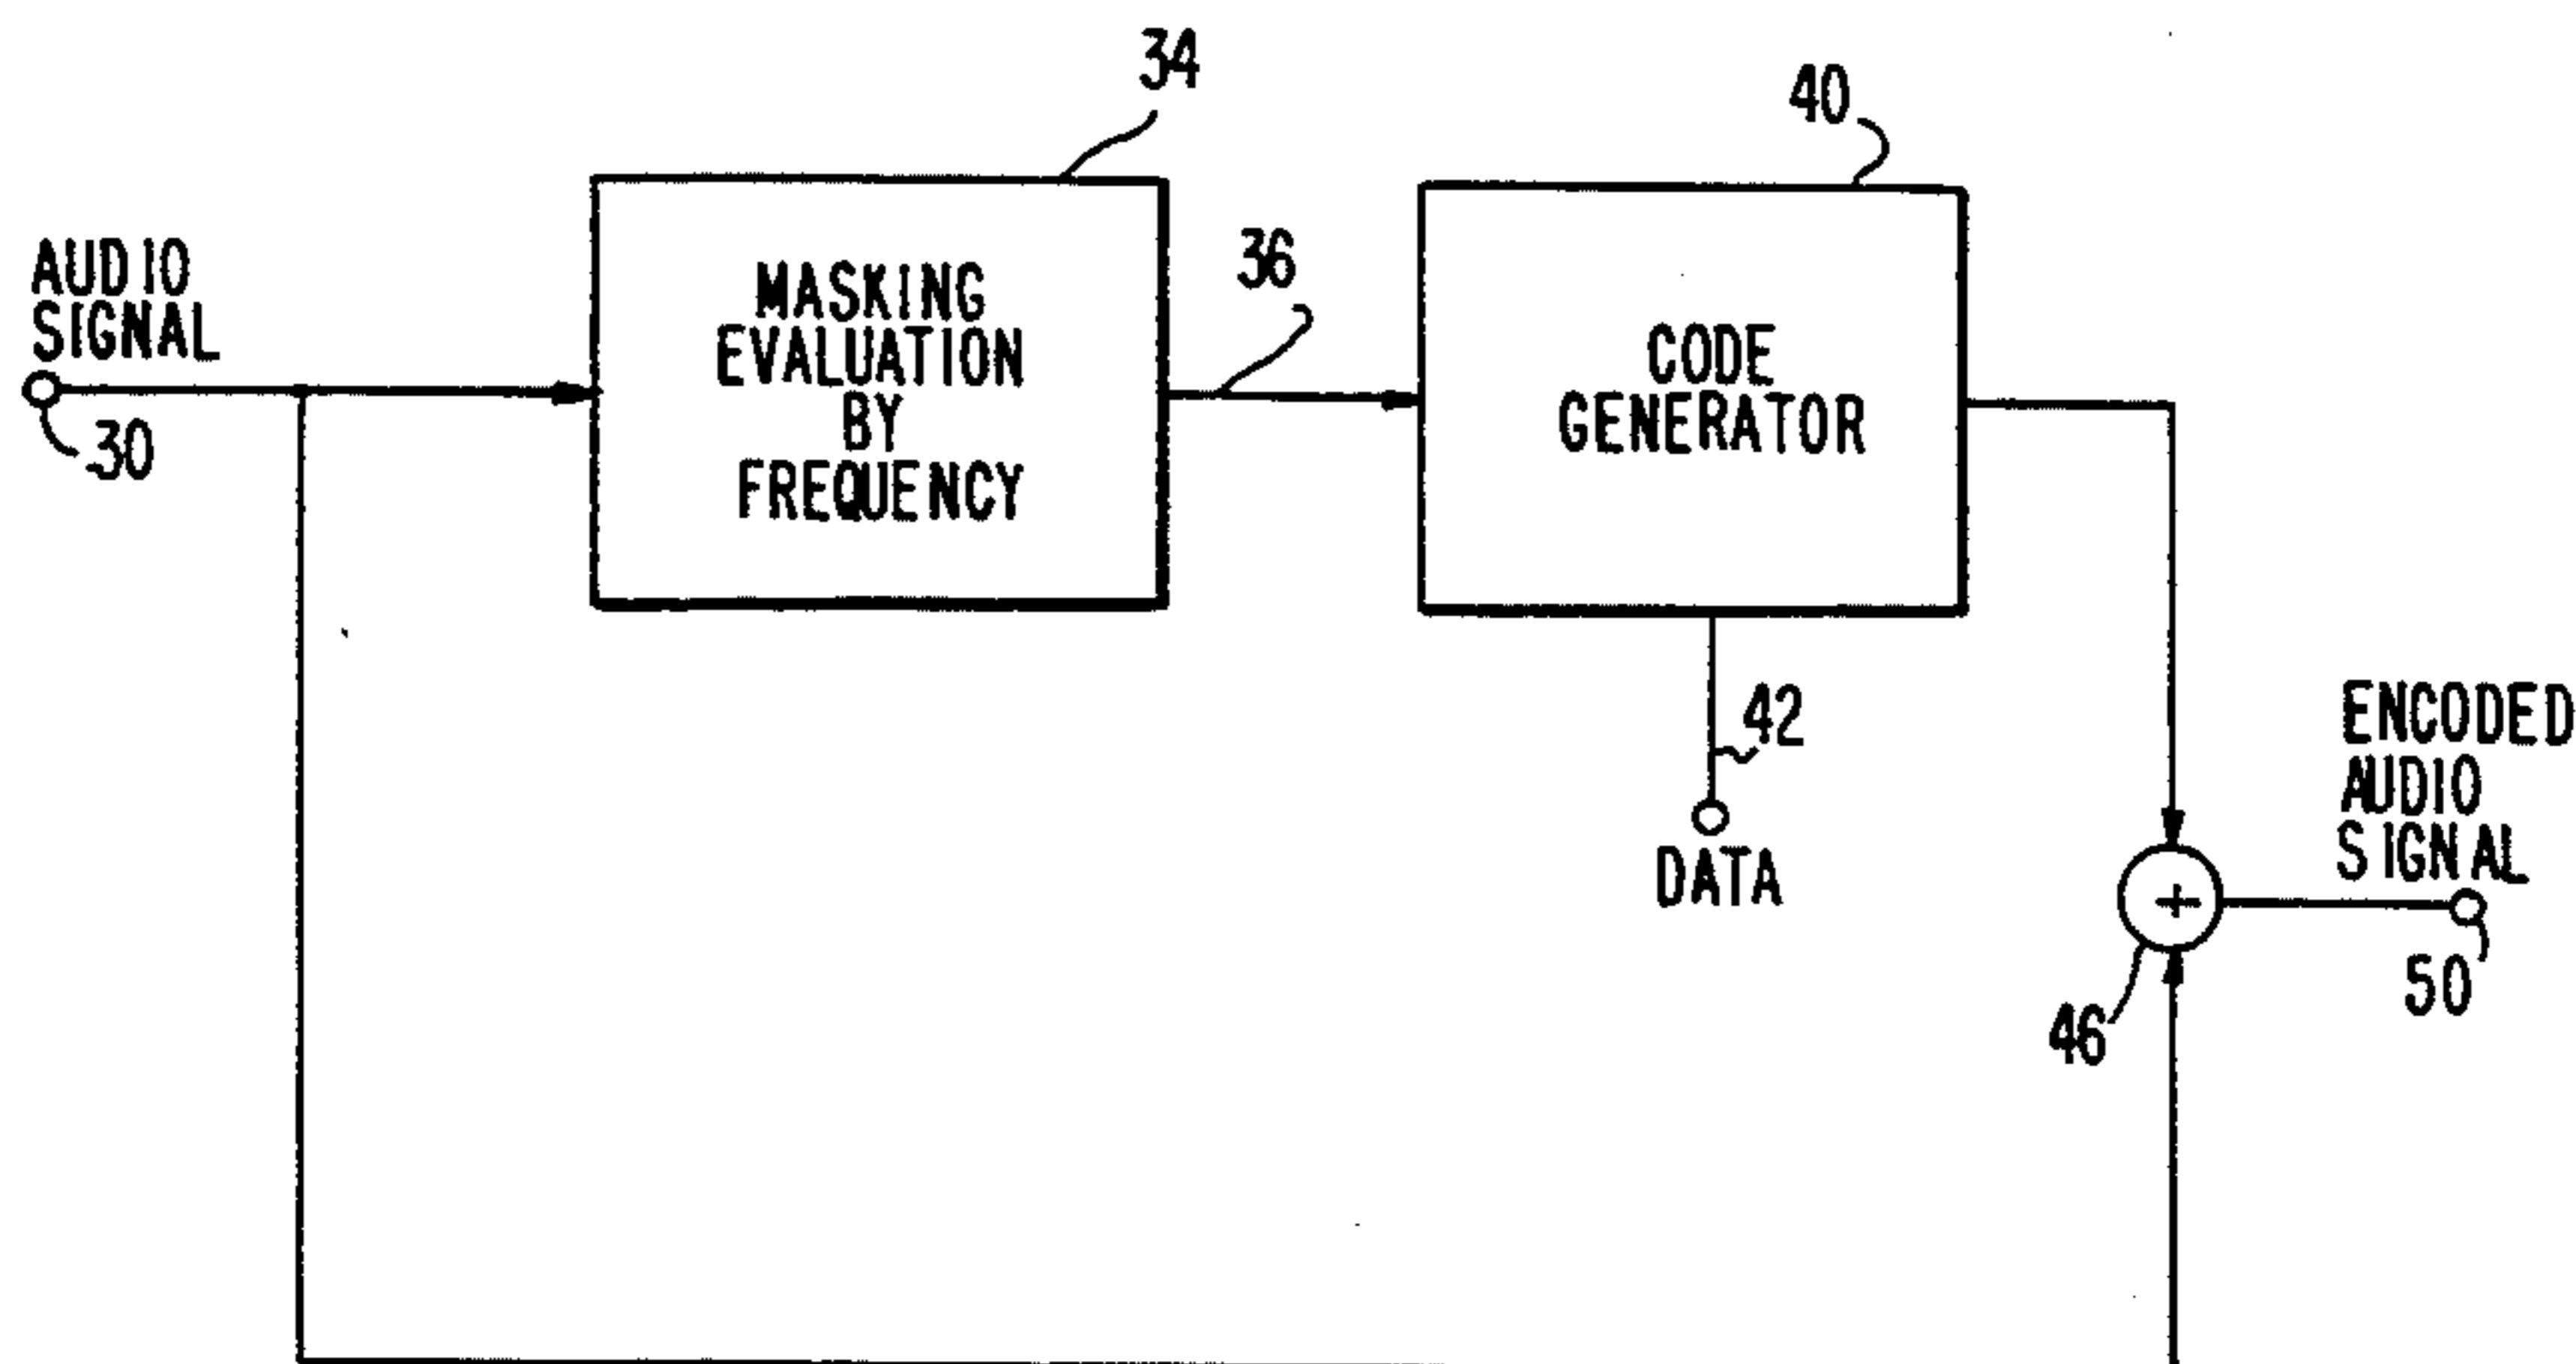 34
40
AUDIO
SIGNAL
30
MASKING
EVALUATION
BY
FREQUENCY
36
CODE
GENERATOR
42
DATA
ENCODED
AUDIO
SIGNAL
+
46
50